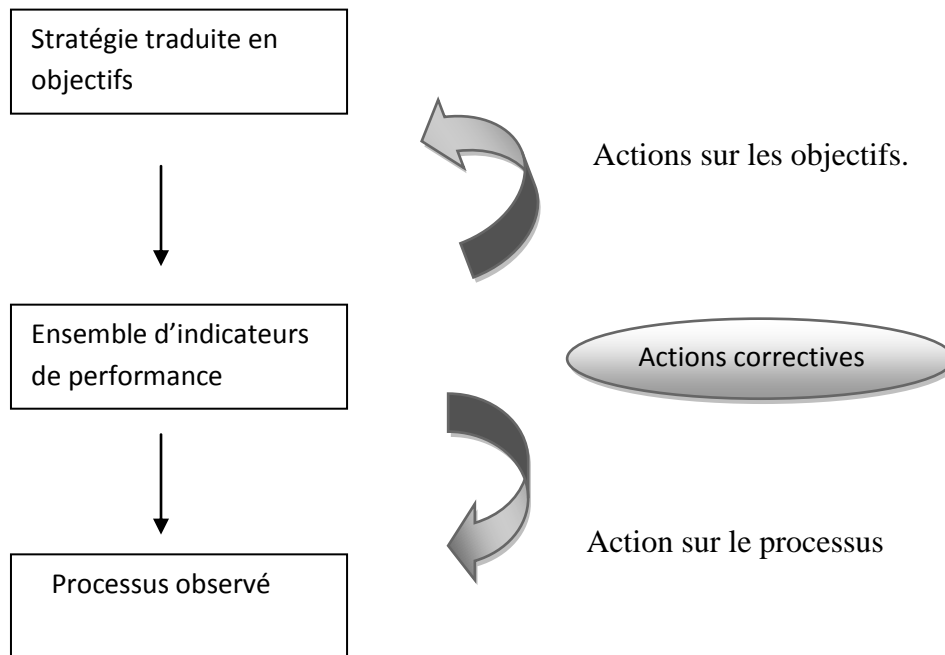 Stratégie traduite en
objectifs
Actions sur les objectifs.
Ensemble d’indicateurs
de performance
Actions correctives
Action sur le processus
Processus observé